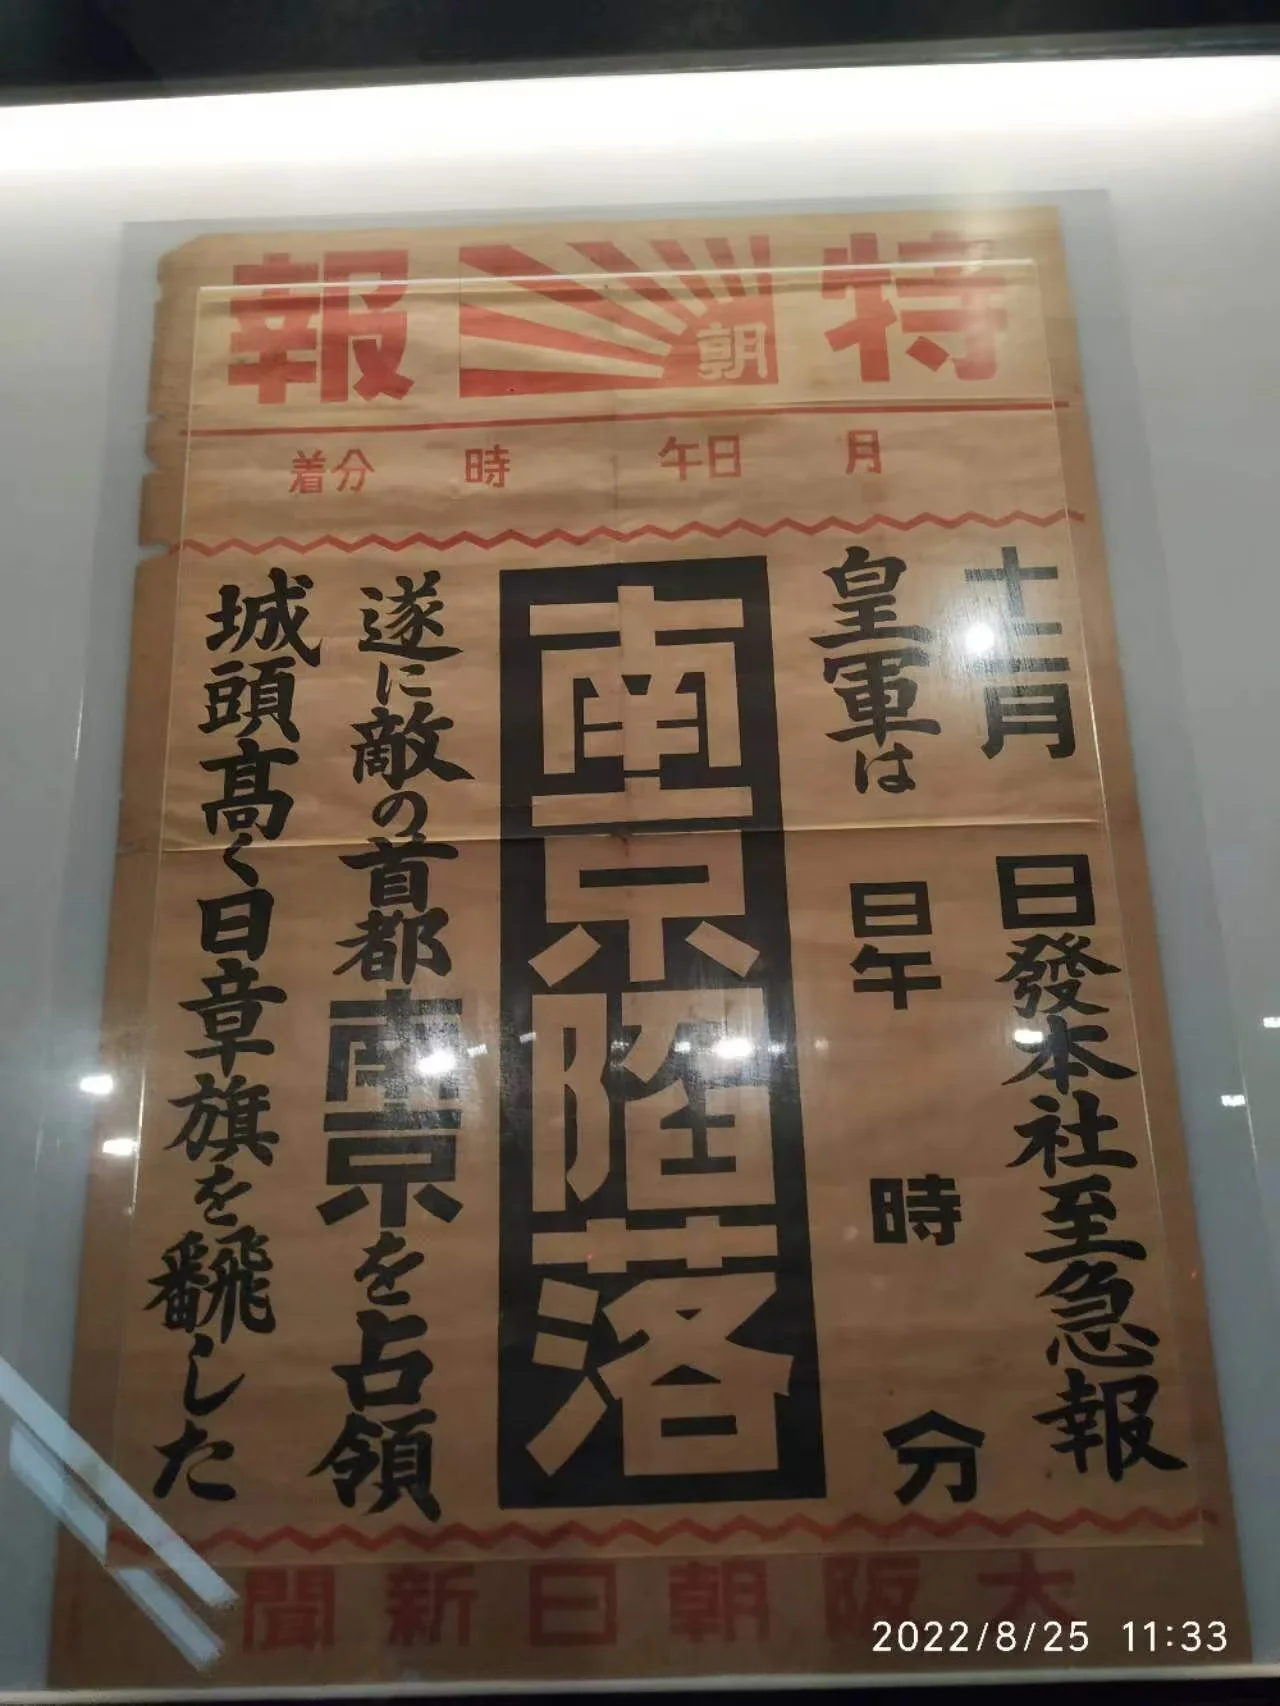 特 朝 報
月 日午 時 分着
十二月 日發本社至急報
皇軍は 日午 時 分
南京陷落
遂に敵の首都南京を占領
城頭高く日章旗を飜した
大阪朝日新聞
2022/8/25 11:33